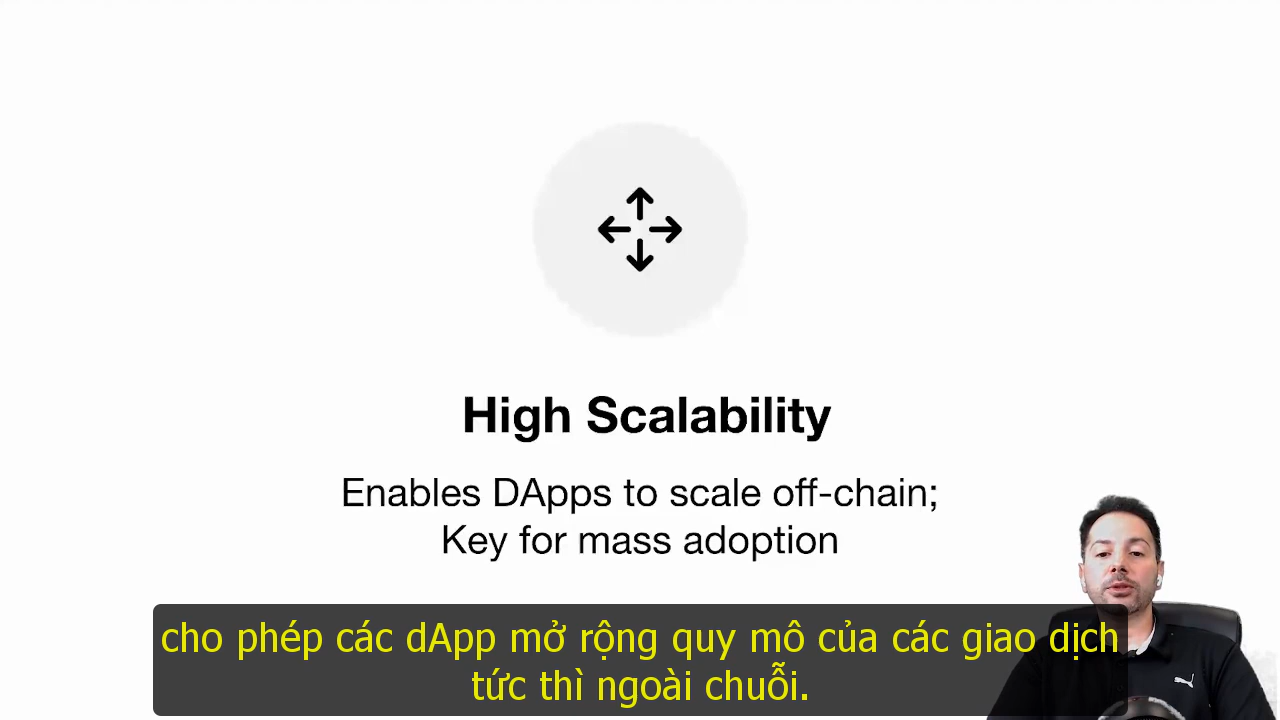 High Scalability
Enables DApps to scale off-chain;
Key for mass adoption
cho phép các dApp mở rộng quy mô của các giao dịch
tức thì ngoài chuỗi.